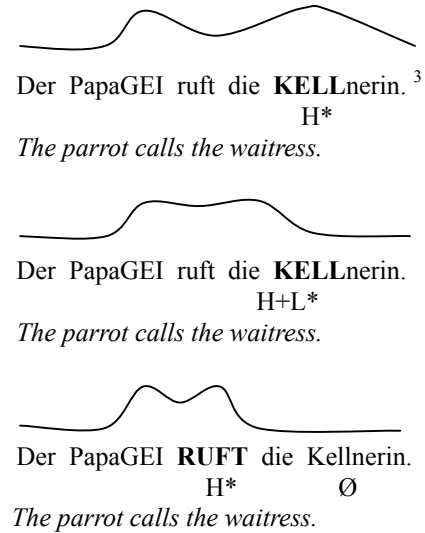 Der PapaGEI ruft die KELLnerin. 3
H*
The parrot calls the waitress.
Der PapaGEI ruft die KELLnerin.
H+L*
The parrot calls the waitress.
Der PapaGEI RUFT die Kellnerin.
H* Ø
The parrot calls the waitress.